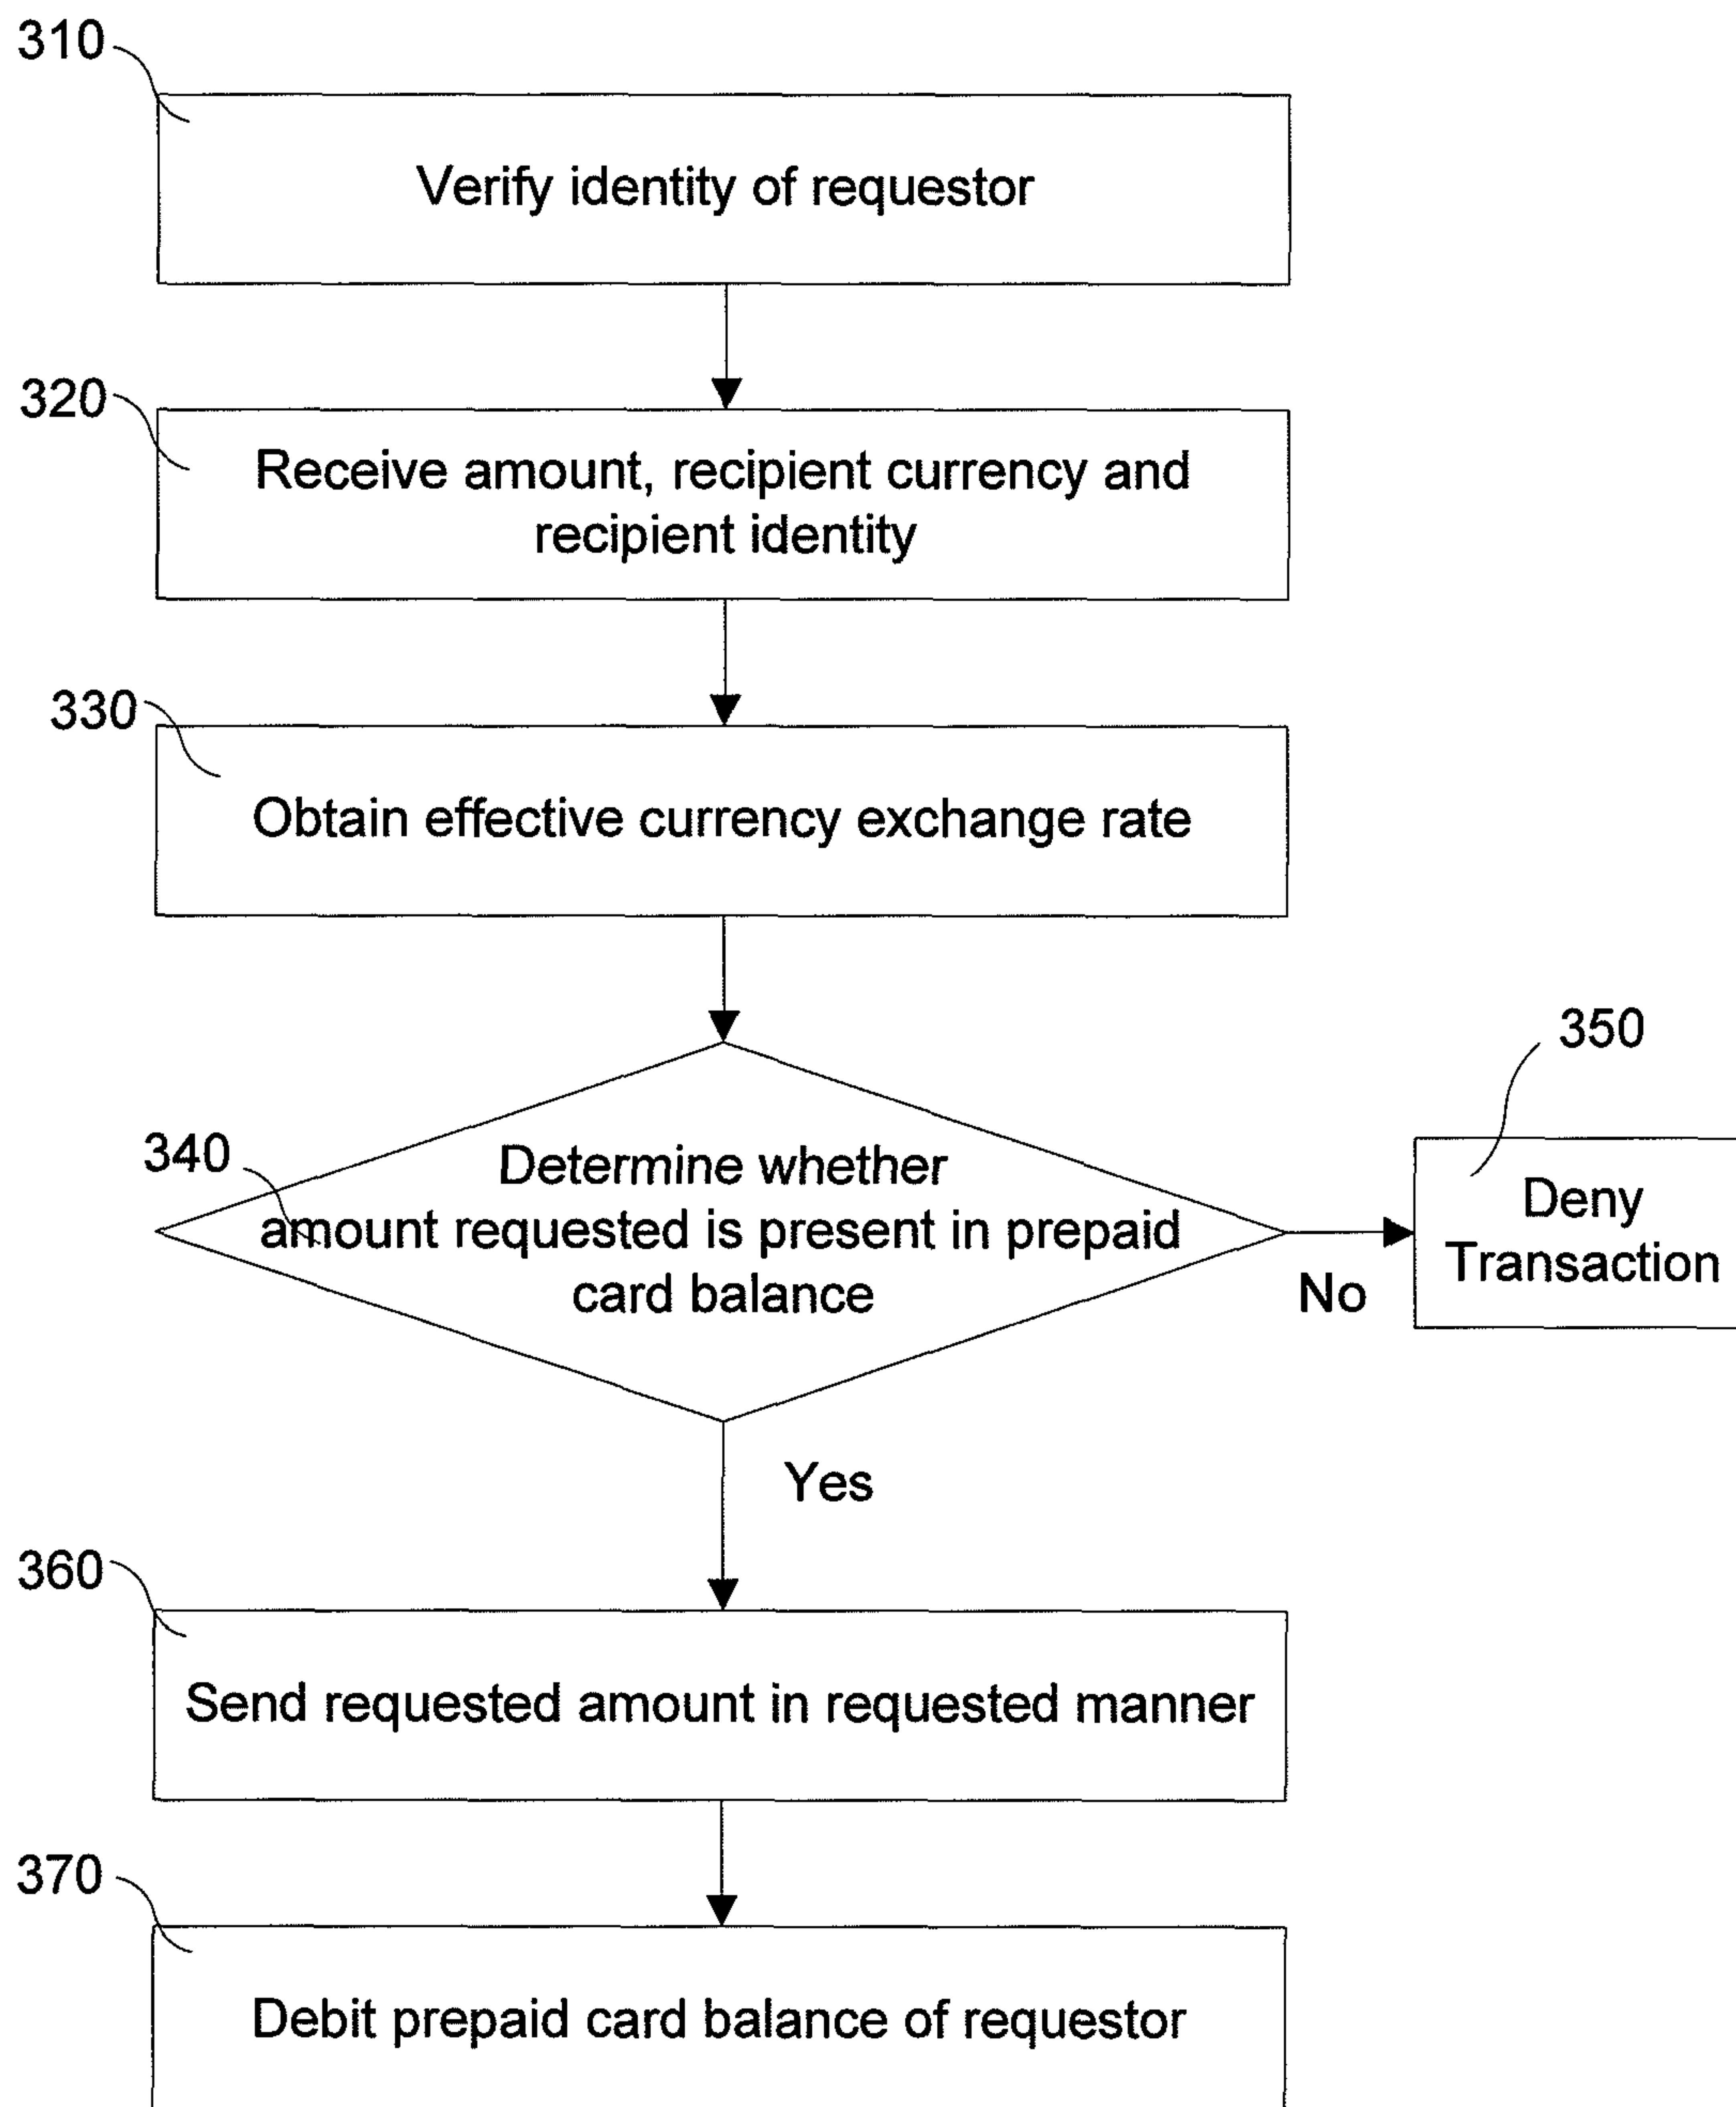 310
Verify identity of requestor
320
Receive amount, recipient currency and
recipient identity
330
Obtain effective currency exchange rate
340
Determine whether
amount requested is present in prepaid
card balance
350
Deny
Transaction
No
Yes
360
Send requested amount in requested manner
370
Debit prepaid card balance of requestor